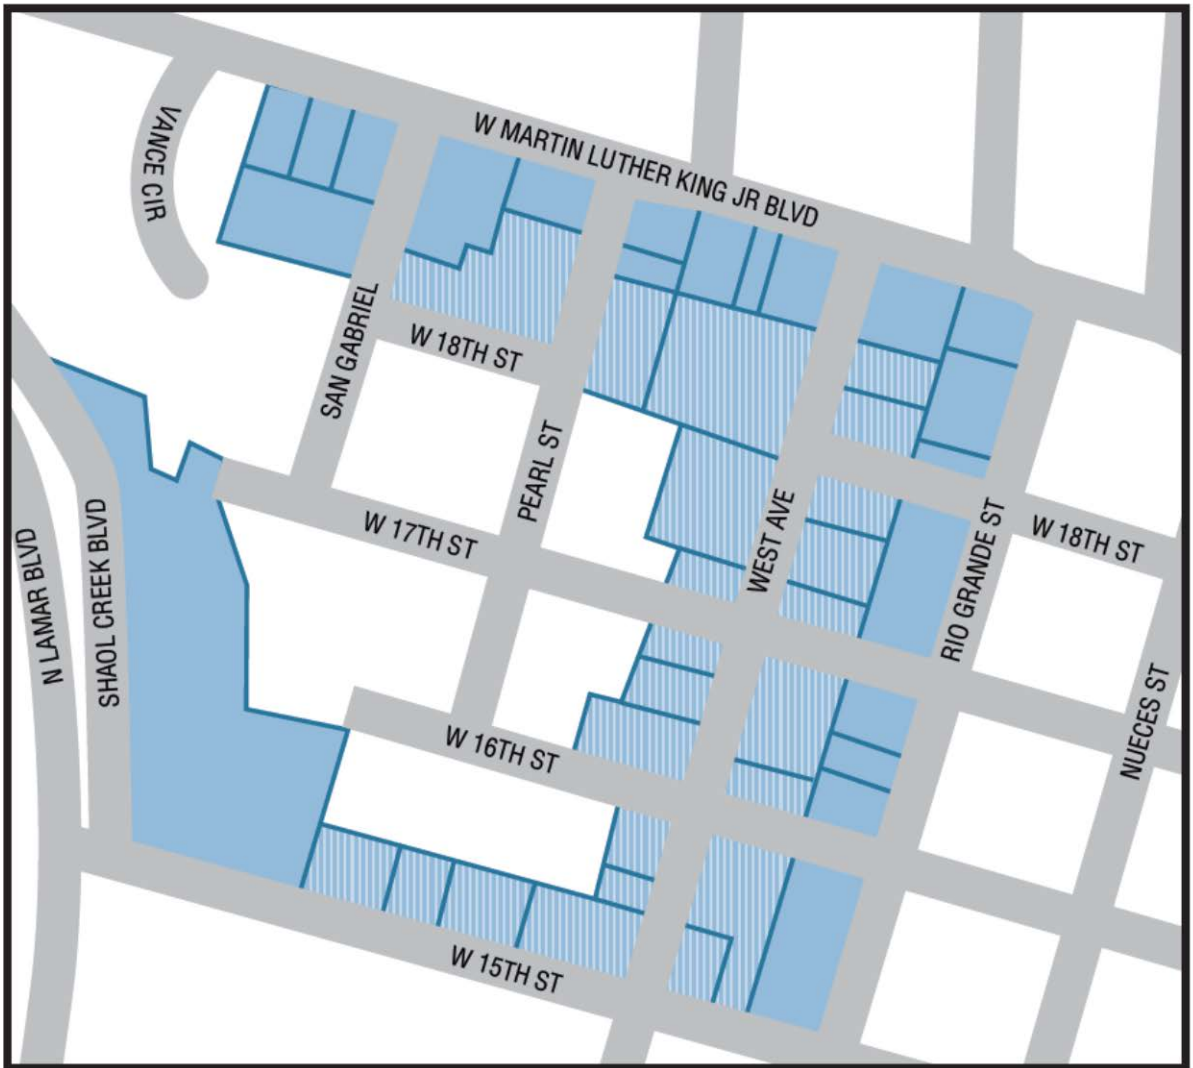 VANCE CIR
W MARTIN LUTHER KING JR BLVD
SAN GABRIEL
W 18TH ST
PEARL ST
W 17TH ST
WEST AVE
RIO GRANDE ST
W 18TH ST
N LAMAR BLVD
SHAOL CREEK BLVD
W 16TH ST
NUECES ST
W 15TH ST